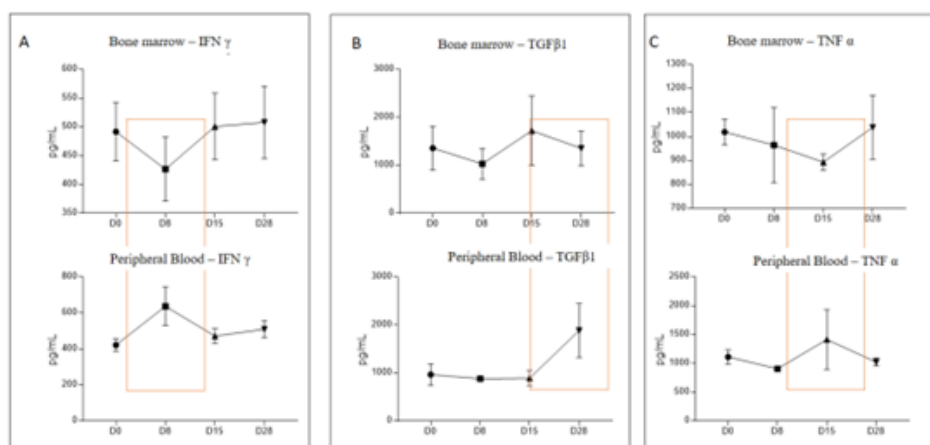 A
Bone marrow – IFN γ
600
550
500
450
400
350
pg/mL
D0 D8 D15 D28
Peripheral Blood – IFN γ
800
600
400
200
0
pg/mL
D0 D8 D15 D28
B
Bone marrow – TGFβ1
3000
2000
1000
0
pg/mL
D0 D8 D15 D28
Peripheral Blood – TGFβ1
3000
2000
1000
0
pg/mL
D0 D8 D15 D28
C
Bone marrow – TNF α
1300
1200
1100
1000
900
800
700
pg/mL
D0 D8 D15 D28
Peripheral Blood – TNF α
2500
2000
1500
1000
500
0
pg/mL
D0 D8 D15 D28